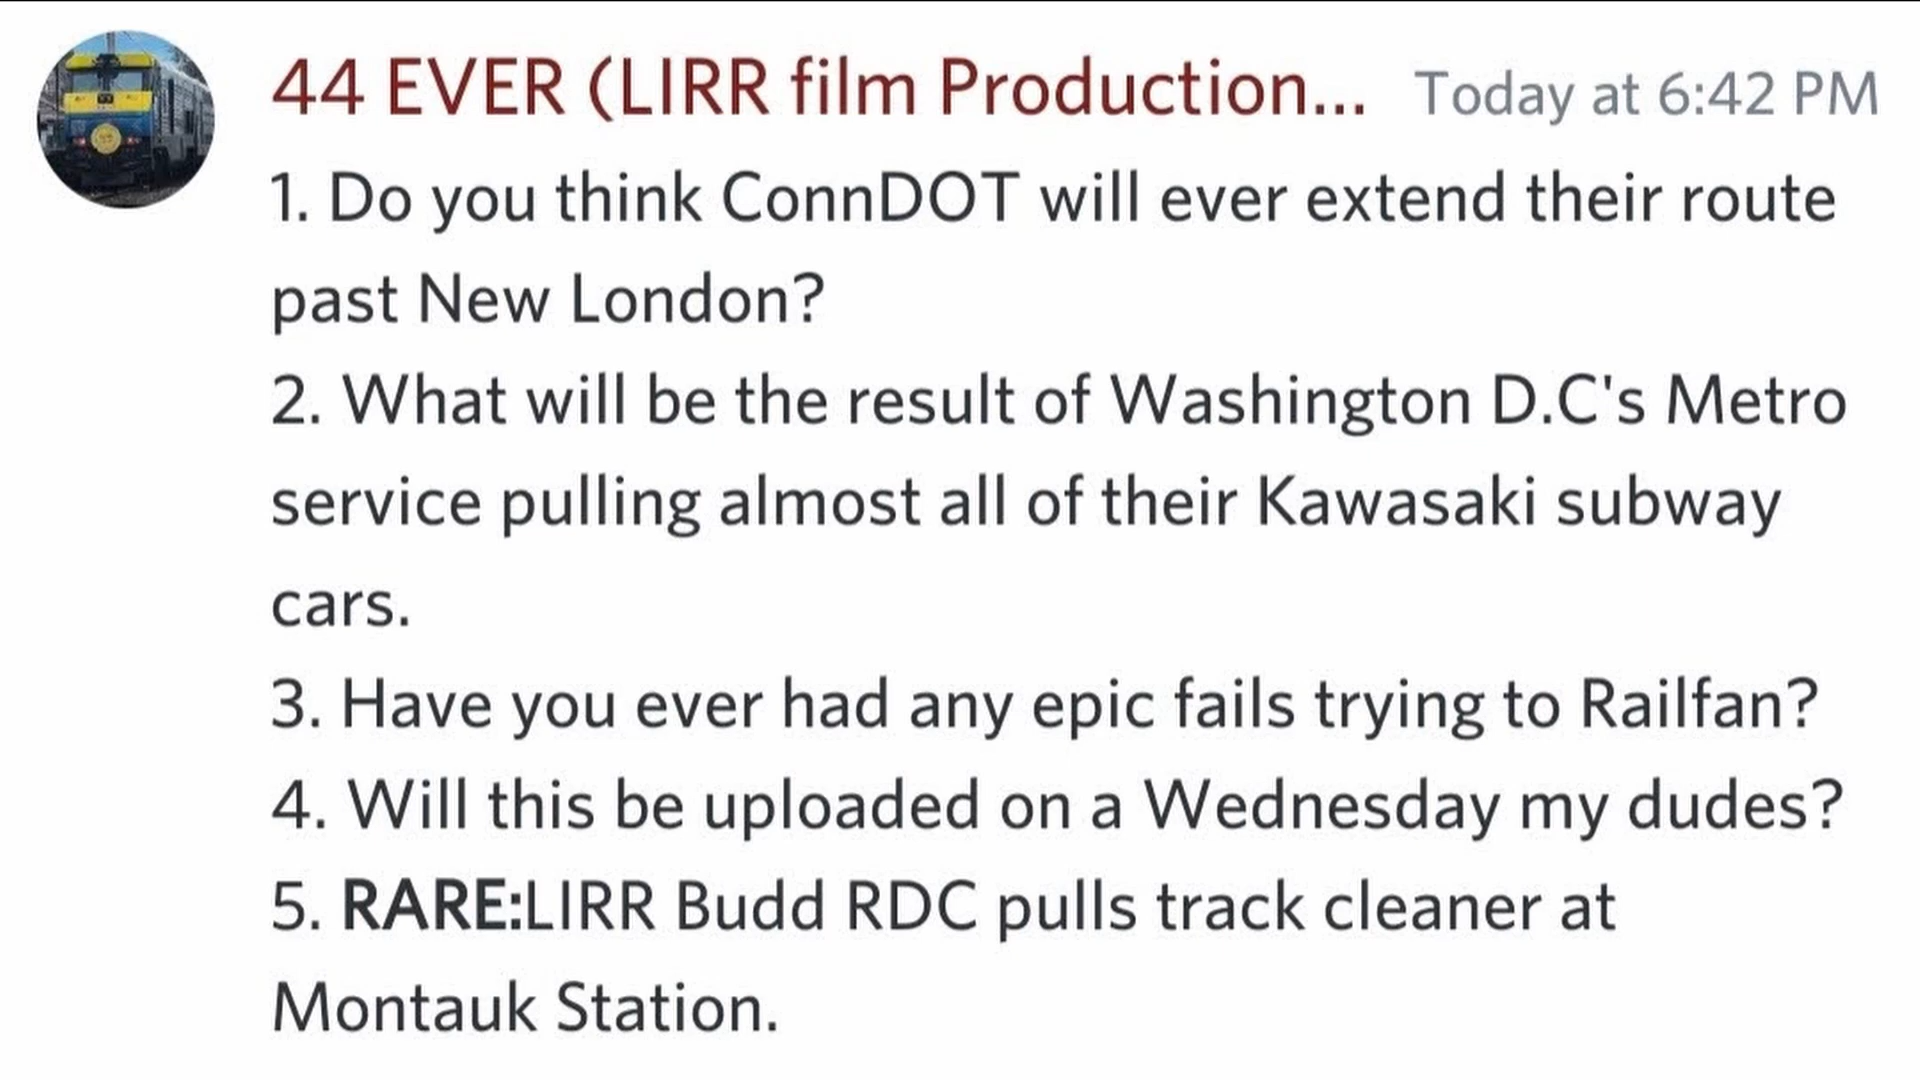 44 EVER (LIRR film Production... Today at 6:42 PM
1. Do you think ConnDOT will ever extend their route
past New London?
2. What will be the result of Washington D.C's Metro
service pulling almost all of their Kawasaki subway
cars.
3. Have you ever had any epic fails trying to Railfan?
4. Will this be uploaded on a Wednesday my dudes?
5. RARE:LIRR Budd RDC pulls track cleaner at
Montauk Station.